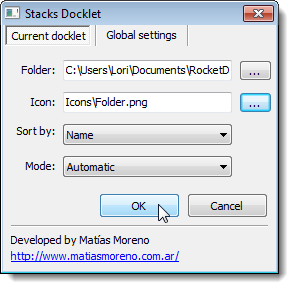 Stacks Docklet
Current docklet Global settings
Folder: C:\Users\Lori\Documents\RocketD ...
Icon: Icons\Folder.png ...
Sort by: Name
Mode: Automatic
OK Cancel
Developed by Matías Moreno
http://www.matiasmoreno.com.ar/